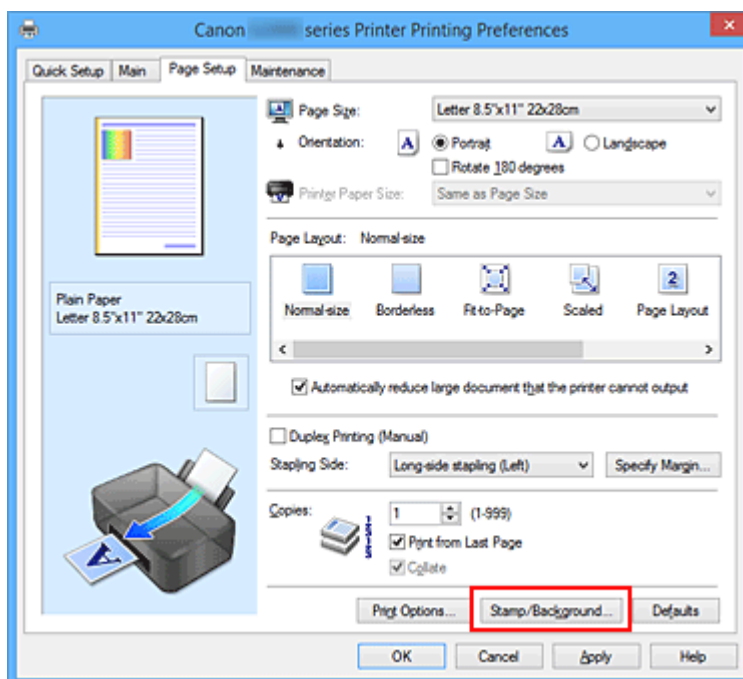 Canon series Printer Printing Preferences
Quick Setup Main Page Setup Maintenance
Page Size: Letter 8.5"x11" 22x28cm
Orientation: A Portrait A Landscape
Rotate 180 degrees
Printer Paper Size: Same as Page Size
Page Layout: Normal-size
Plain Paper
Letter 8.5"x11" 22x28cm
2
Normal-size Borderless Fit-to-Page Scaled Page Layout
Automatically reduce large document that the printer cannot output
Duplex Printing (Manual)
Stapling Side: Long-side stapling (Left) Specify Margin...
Copies: 1 (1-999)
Print from Last Page
Collate
A
Print Options... Stamp/Background... Defaults
OK Cancel Apply Help